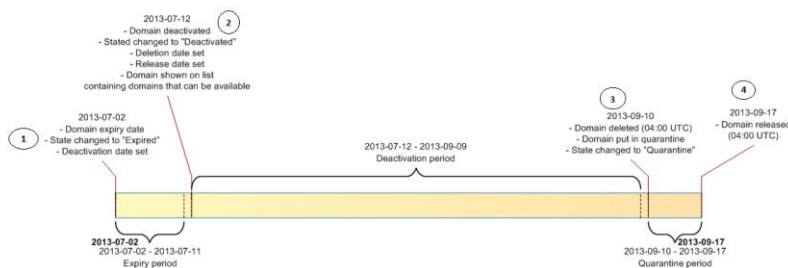 1
2013-07-02
- Domain expiry date
- State changed to "Expired"
- Deactivation date set
2
2013-07-12
- Domain deactivated
- Stated changed to "Deactivated"
- Deletion date set
- Release date set
- Domain shown on list
containing domains that can be available
2013-07-12 - 2013-09-09
Deactivation period
3
2013-09-10
- Domain deleted (04:00 UTC)
- Domain put in quarantine
- State changed to "Quarantine"
4
2013-09-17
- Domain released
(04:00 UTC)
2013-07-02
2013-07-02 - 2013-07-11
Expiry period
2013-09-17
2013-09-10 - 2013-09-17
Quarantine period